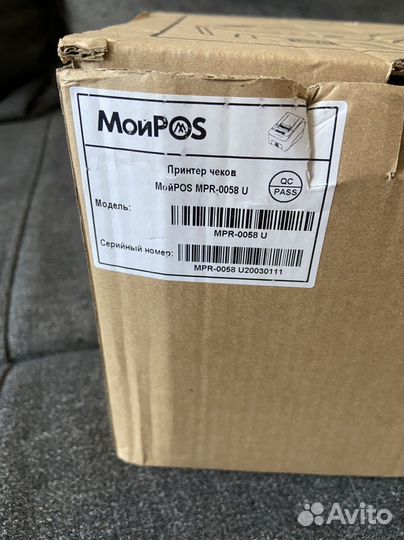 МойPOS
Принтер чеков
МойPOS MPR-0058 U
QC
PASS
Модель:
MPR-0058 U
Серийный номер:
MPR-0058 U20030111
Avito